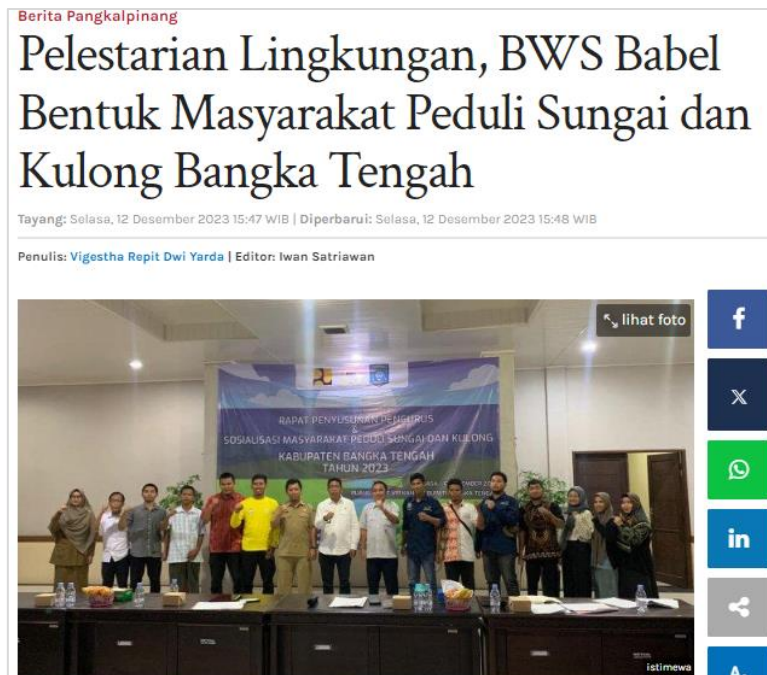 Berita Pangkalpinang
Pelestarian Lingkungan, BWS Babel
Bentuk Masyarakat Peduli Sungai dan
Kulong Bangka Tengah
Tayang: Selasa, 12 Desember 2023 15:47 WIB | Diperbarui: Selasa, 12 Desember 2023 15:48 WIB
Penulis: Vigestha Repit Dwi Yarda | Editor: Iwan Satriawan
lihat foto
RAPAT PENYUSUNAN PENGURUS
&
SOSIALISASI MASYARAKAT PEDULI SUNGAI DAN KULONG
KABUPATEN BANGKA TENGAH
TAHUN 2023
istimewa